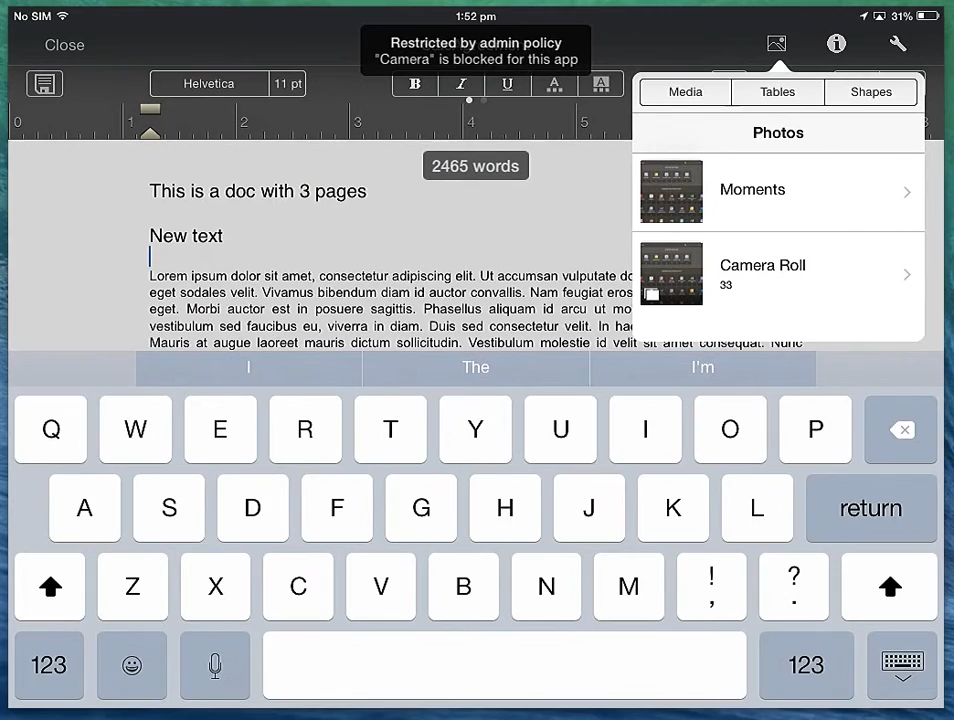 No SIM
1:52 pm
31%
Close
Restricted by admin policy
"Camera" is blocked for this app
Helvetica
11 pt
B
I
U
A
A
Media
Tables
Shapes
0
1
2
3
4
5
Photos
2465 words
This is a doc with 3 pages
Moments
New text
Camera Roll
33
Lorem ipsum dolor sit amet, consectetur adipiscing elit. Ut accumsan vulputate
eget sodales velit. Vivamus bibendum diam id auctor convallis. Nam feugiat eros
eget. Morbi auctor est in posuere sagittis. Phasellus aliquam id arcu ut
vestibulum sed faucibus eu, viverra in diam. Duis sed consectetur velit. In
Mauris at augue laoreet mauris dictum sollicitudin. Vestibulum molestie id velit sit amet consequat. Nunc
I
The
I'm
Q W E R T Y U I O P
A S D F G H J K L return
Z X C V B N M ! , ? .
123
123